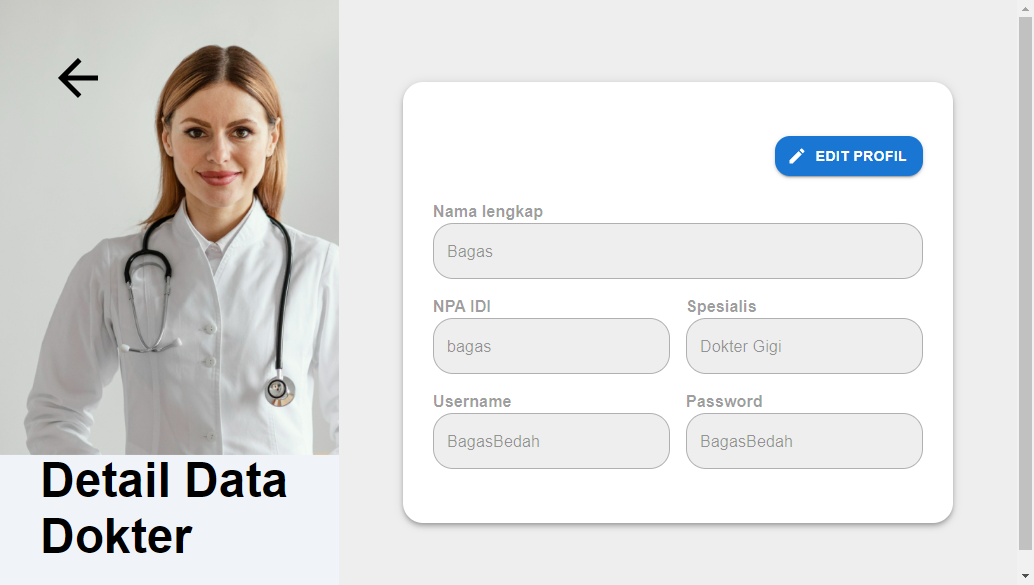 Detail Data
Dokter
EDIT PROFIL
Nama lengkap
Bagas
NPA IDI
Spesialis
bagas
Dokter Gigi
Username
Password
BagasBedah
BagasBedah